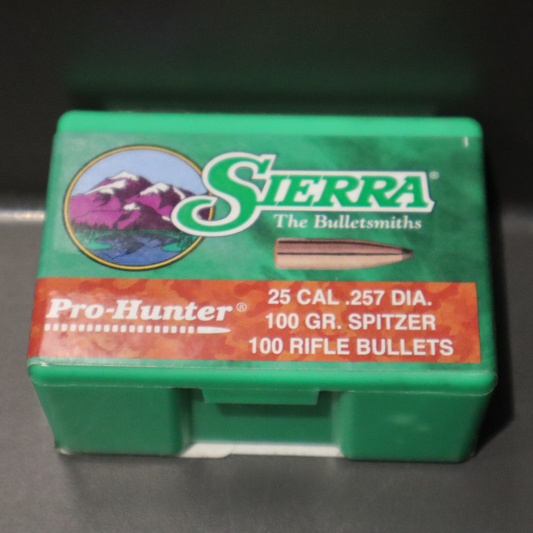 SIERRA®
The Bulletsmiths
Pro-Hunter®
25 CAL .257 DIA.
100 GR. SPITZER
100 RIFLE BULLETS